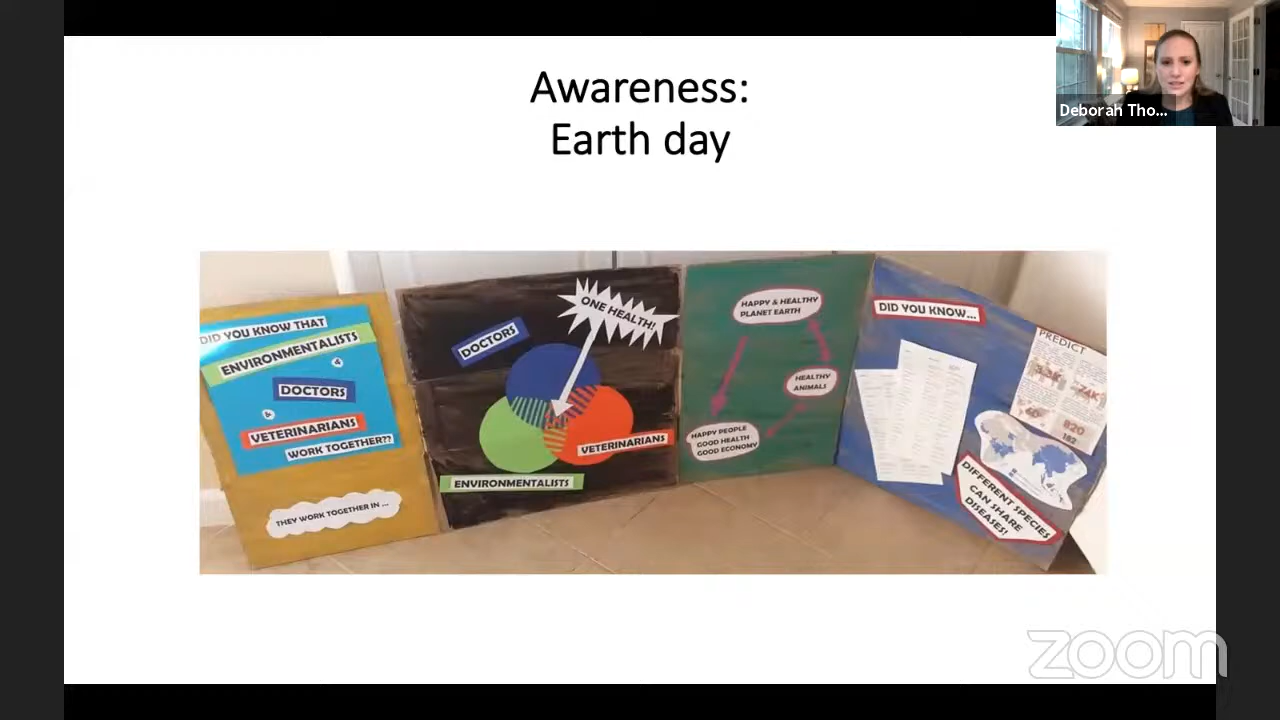 Awareness:
Earth day
Deborah Tho...
DID YOU KNOW THAT
ENVIRONMENTALISTS
&
DOCTORS
&
VETERINARIANS
WORK TOGETHER??
THEY WORK TOGETHER IN ...
ONE HEALTH!
DOCTORS
VETERINARIANS
ENVIRONMENTALISTS
HAPPY & HEALTHY
PLANET EARTH
HEALTHY
ANIMALS
HAPPY PEOPLE
GOOD HEALTH
GOOD ECONOMY
DID YOU KNOW...
PREDICT
820
182
DIFFERENT SPECIES
CAN SHARE
DISEASES!
zoom